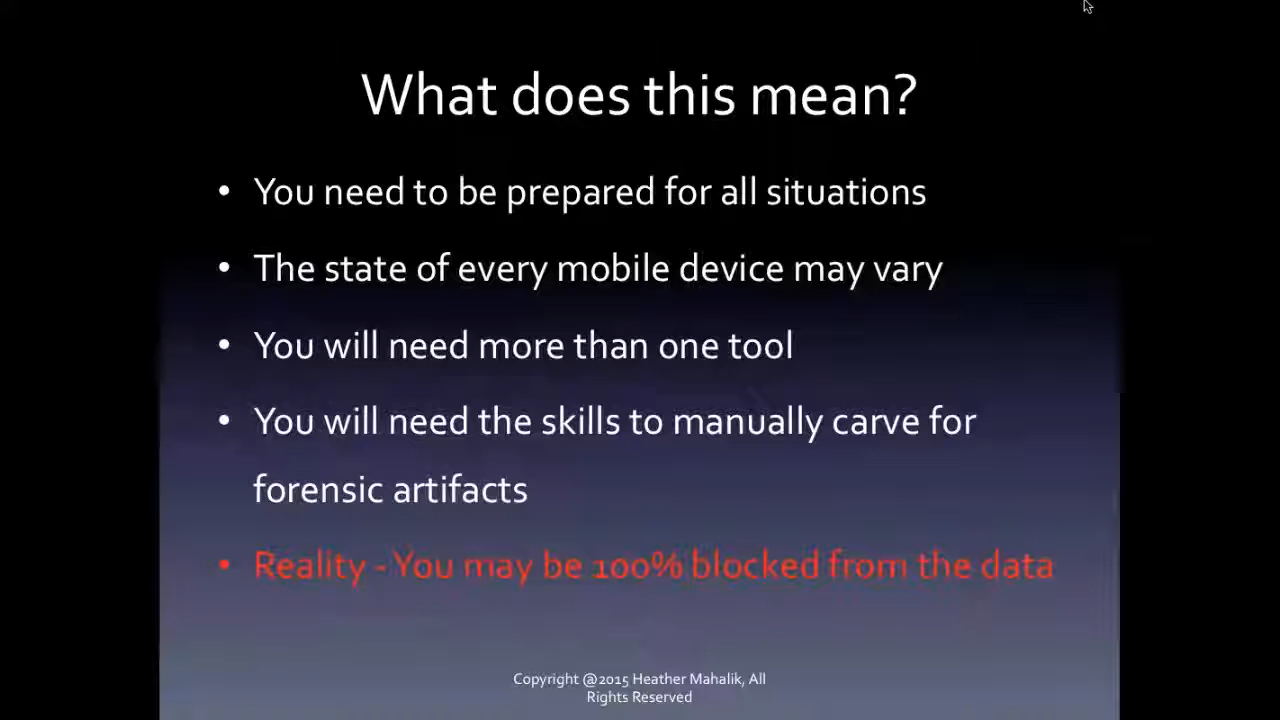 What does this mean?
• You need to be prepared for all situations
• The state of every mobile device may vary
• You will need more than one tool
• You will need the skills to manually carve for
forensic artifacts
• Reality - You may be 100% blocked from the data
Copyright @2015 Heather Mahalik, All
Rights Reserved